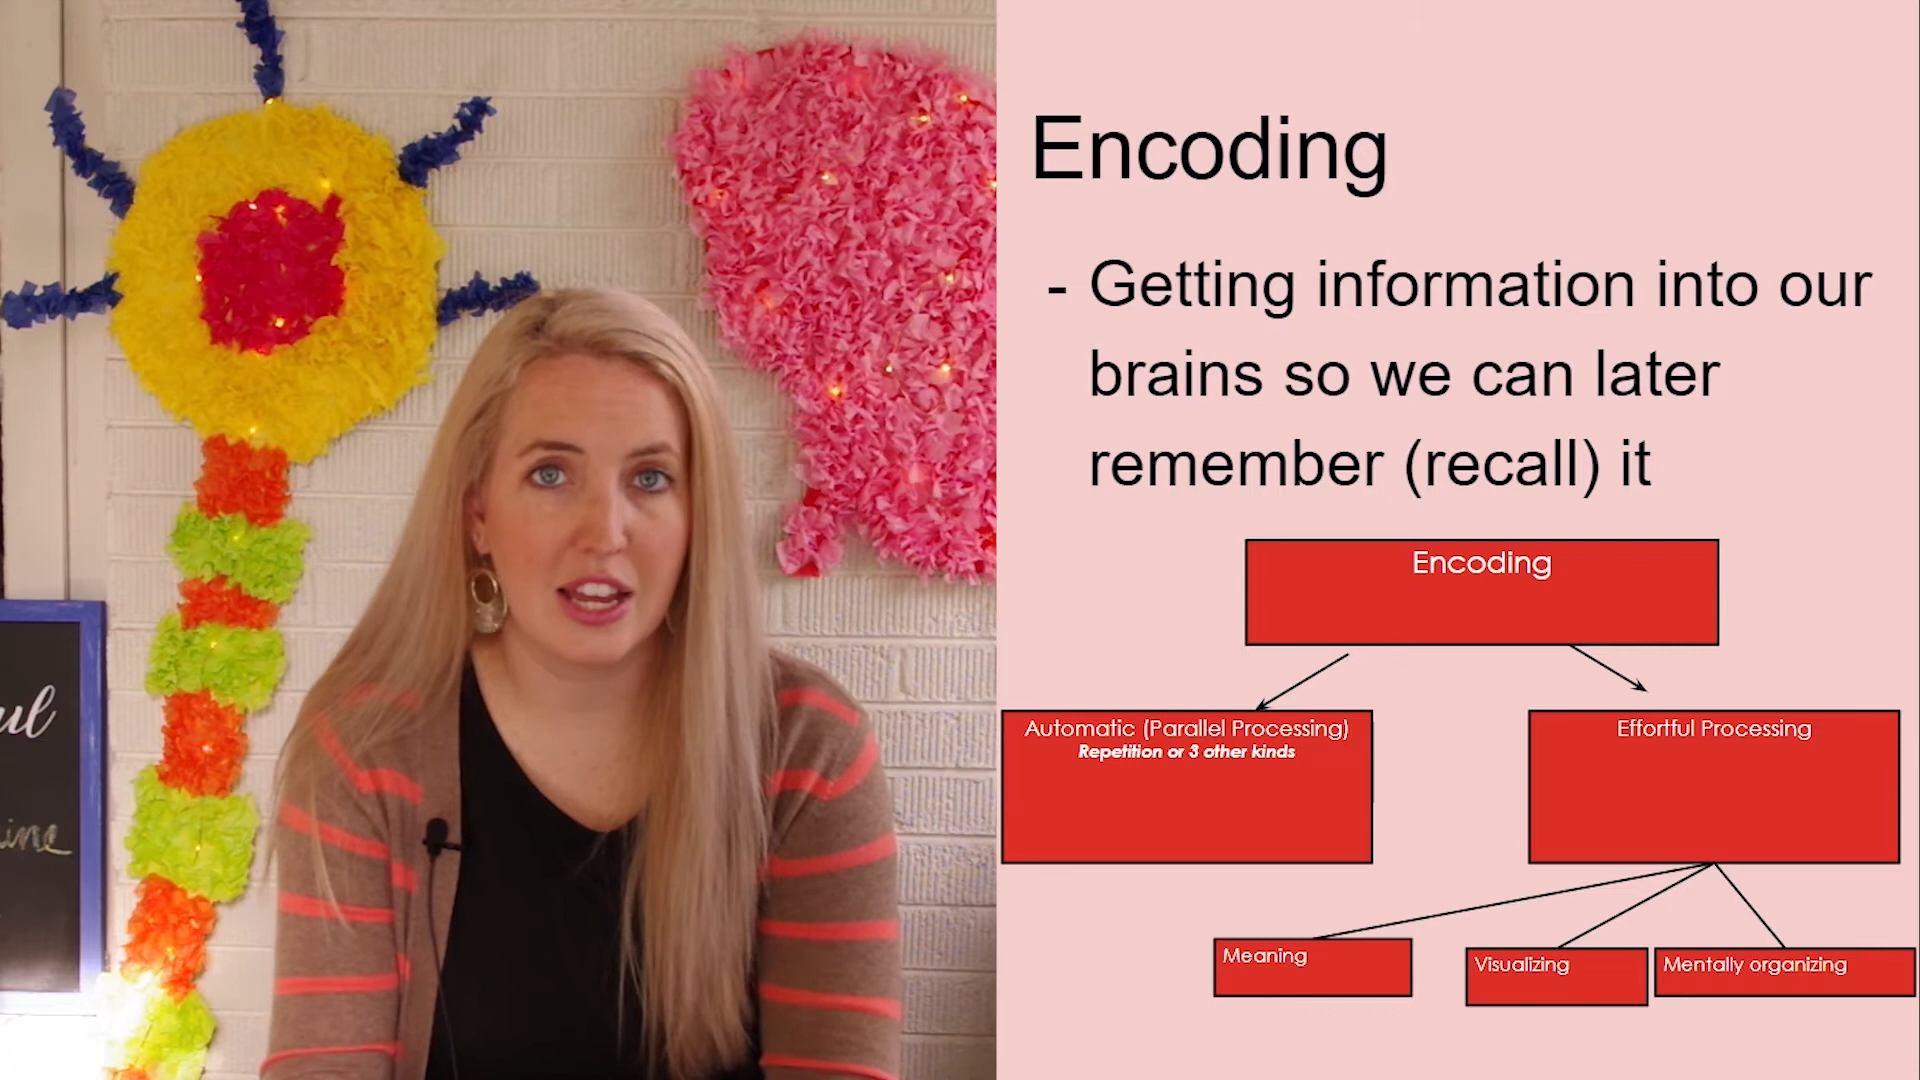 Encoding
- Getting information into our
brains so we can later
remember (recall) it
Encoding
Automatic (Parallel Processing)
Repetition or 3 other kinds
Effortful Processing
Meaning
Visualizing
Mentally organizing